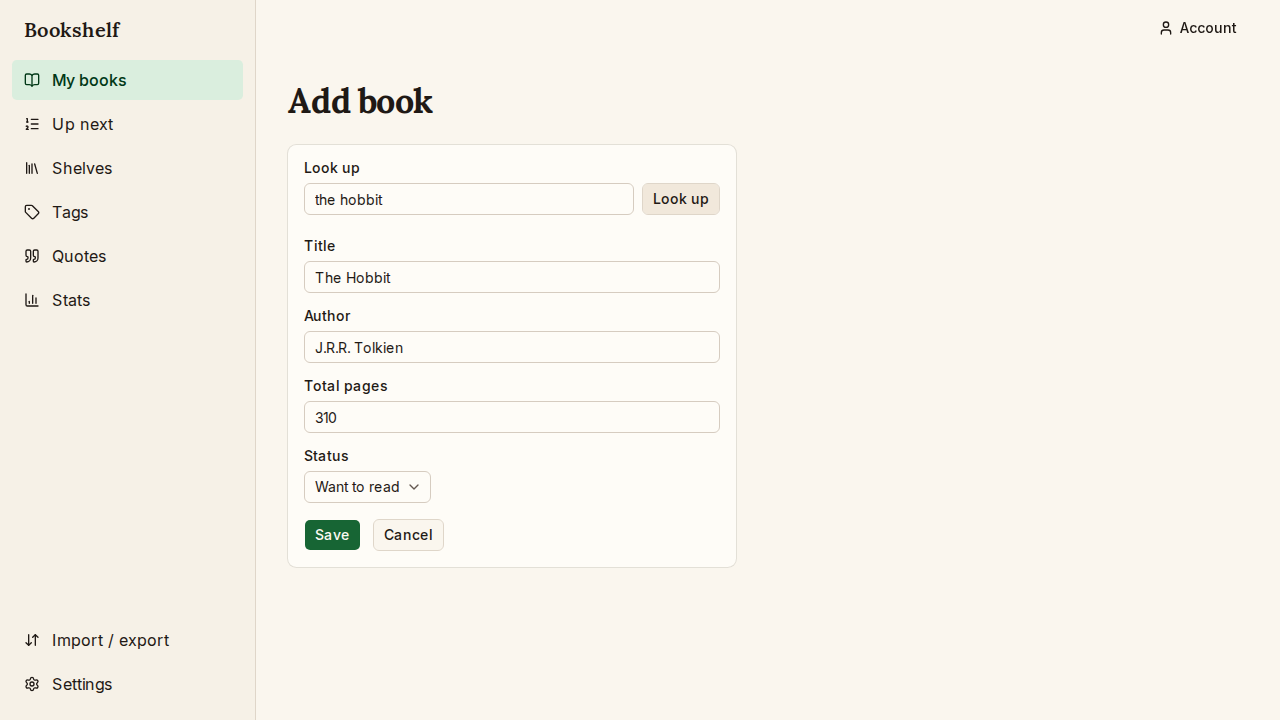 Bookshelf
My books
Up next
Shelves
Tags
Quotes
Stats
Import / export
Settings
Account
Add book
Look up
the hobbit
Look up
Title
The Hobbit
Author
J.R.R. Tolkien
Total pages
310
Status
Want to read
Save
Cancel